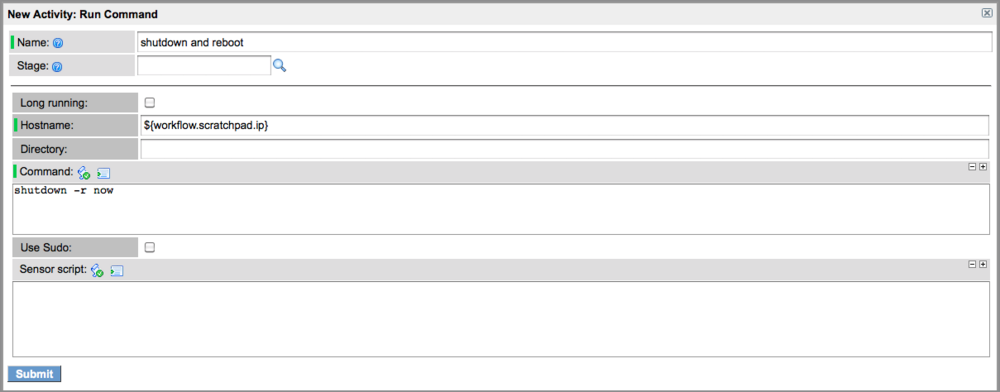 New Activity: Run Command
Name:
shutdown and reboot
Stage:
Long running:
Hostname:
${workflow.scratchpad.ip}
Directory:
Command:
shutdown -r now
Use Sudo:
Sensor script:
Submit